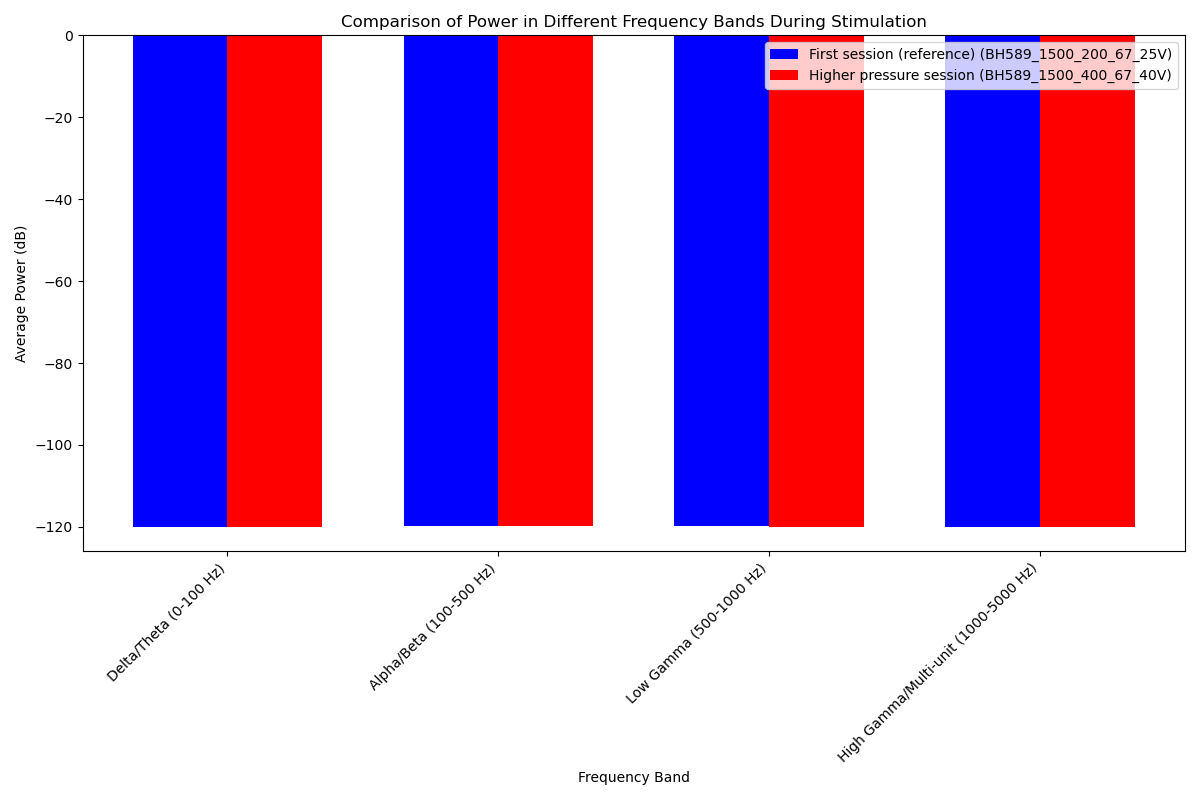 Comparison of Power in Different Frequency Bands During Stimulation
First session (reference) (BH589_1500_200_67_25V)
Higher pressure session (BH589_1500_400_67_40V)
Average Power (dB)
0
−20
−40
−60
−80
−100
−120
Delta/Theta (0-100 Hz)
Alpha/Beta (100-500 Hz)
Low Gamma (500-1000 Hz)
High Gamma/Multi-unit (1000-5000 Hz)
Frequency Band